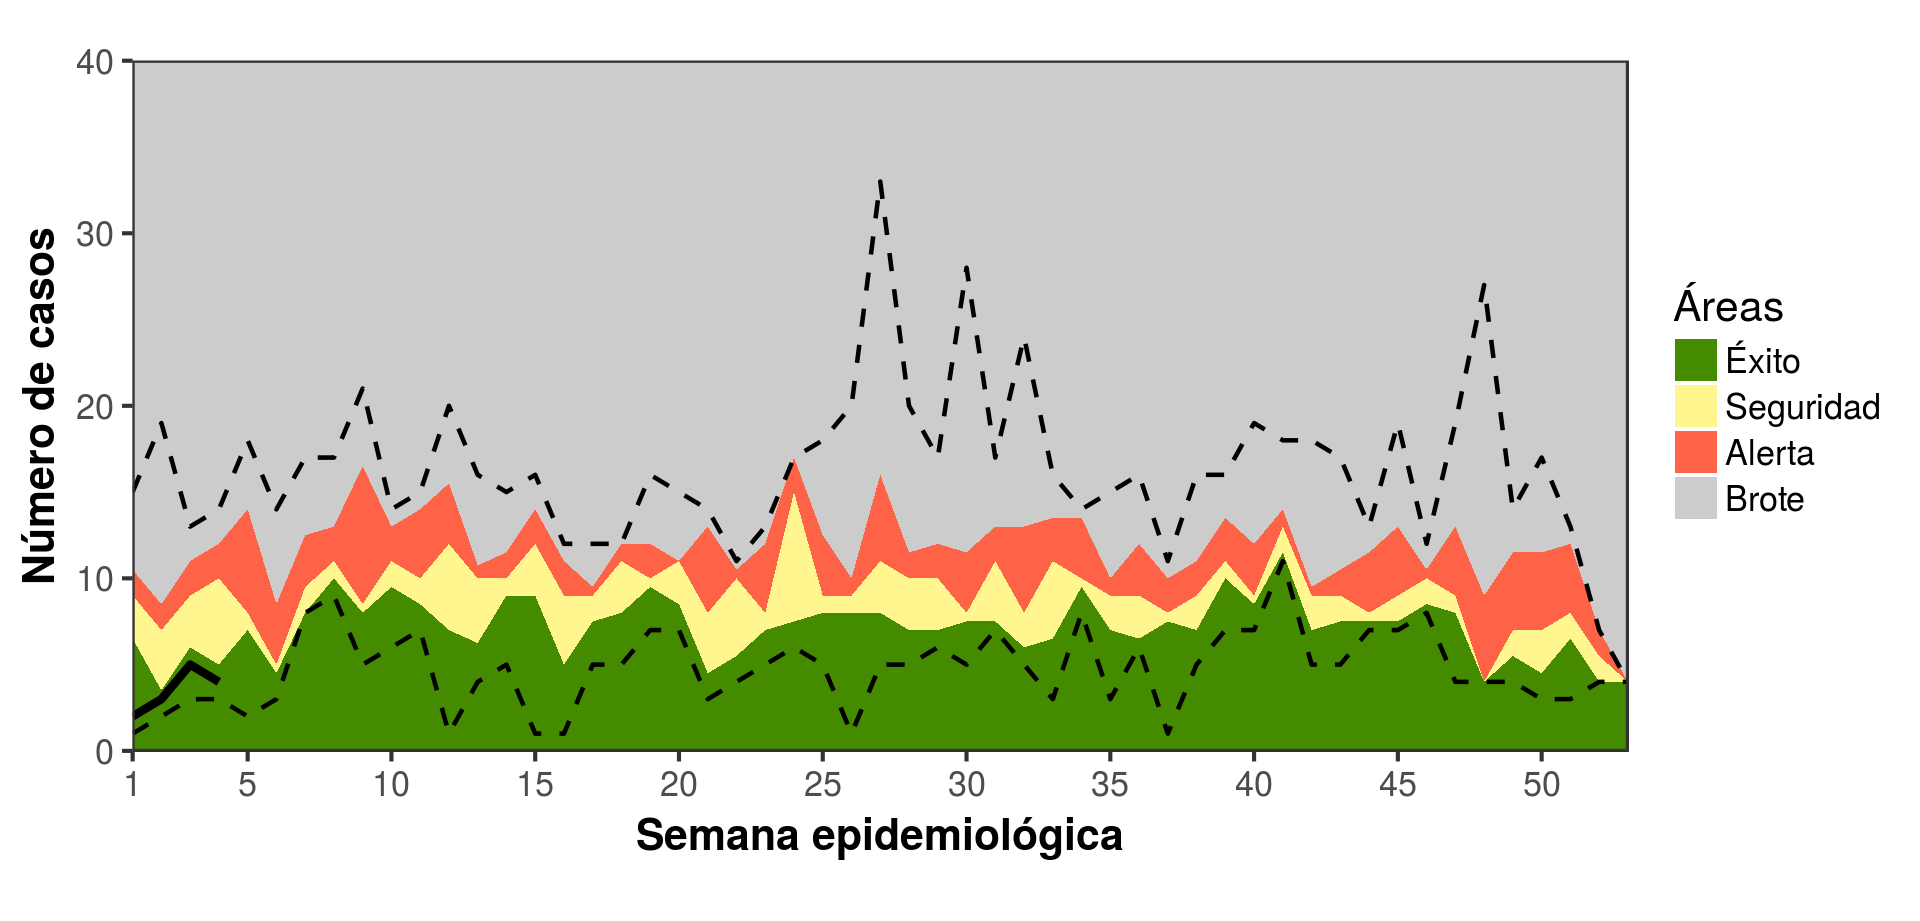 Número de casos
40
30
20
10
0
1 5 10 15 20 25 30 35 40 45 50
Semana epidemiológica
Áreas
Éxito
Seguridad
Alerta
Brote